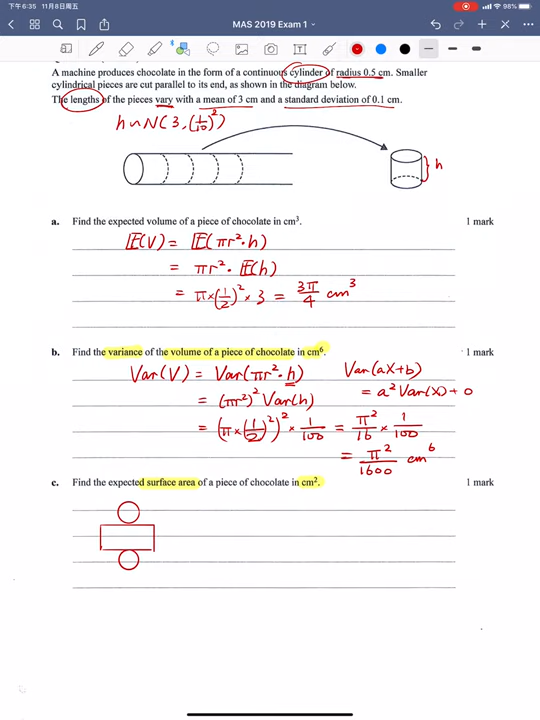 下午6:35 11月8日周五
98%
MAS 2019 Exam 1
A machine produces chocolate in the form of a continuous cylinder of radius 0.5 cm. Smaller
cylindrical pieces are cut parallel to its end, as shown in the diagram below.
The lengths of the pieces vary with a mean of 3 cm and a standard deviation of 0.1 cm.
h ~ N(3, (1/10)²)
h
a. Find the expected volume of a piece of chocolate in cm³. 1 mark
E(V) = E(πr²·h)
= πr²·E(h)
= π×(1/2)²×3 = 3π/4 cm³
b. Find the variance of the volume of a piece of chocolate in cm⁶. 1 mark
Var(V) = Var(πr²·h) Var(aX+b)
= (πr²)² Var(h) = a² Var(X) + 0
= (π×(1/2)²)² × 1/100 = π²/16 × 1/100
= π²/1600 cm⁶
c. Find the expected surface area of a piece of chocolate in cm². 1 mark